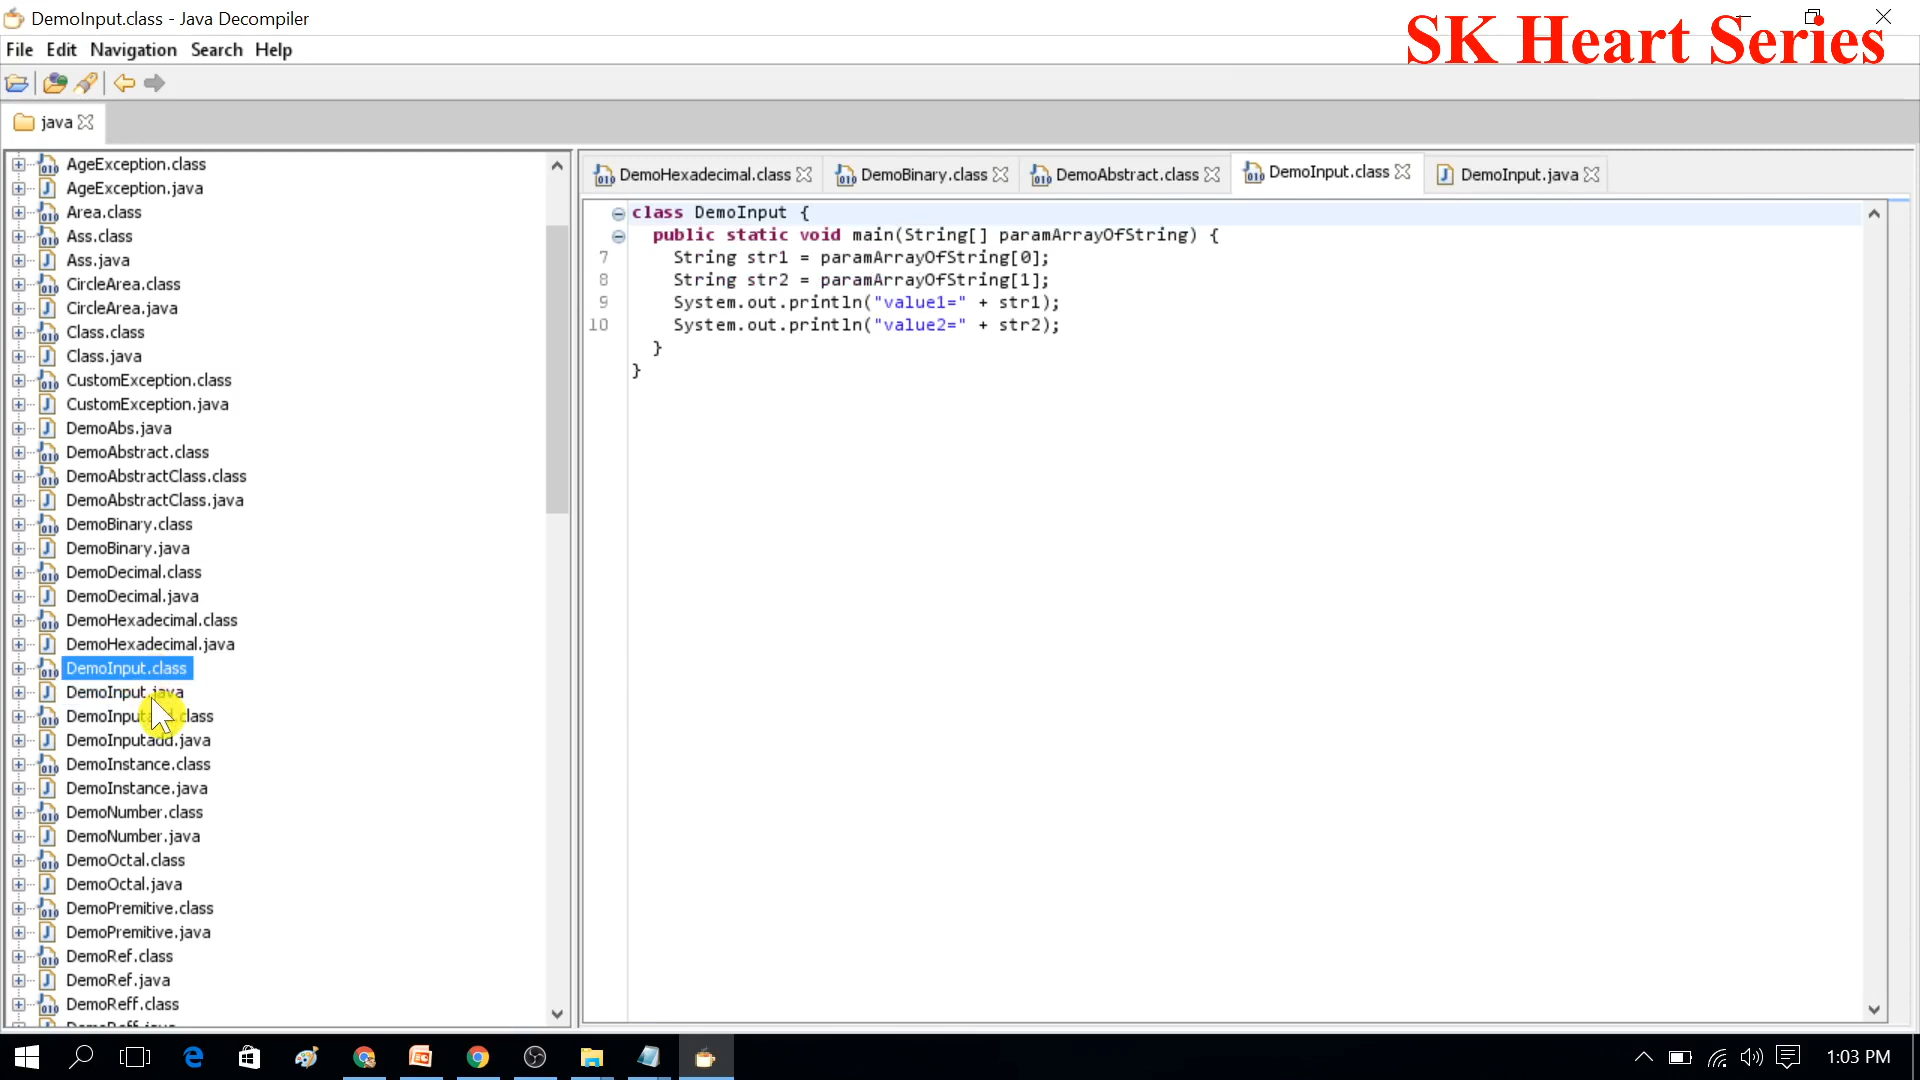 DemoInput.class - Java Decompiler
SK Heart Series
File Edit Navigation Search Help
java
AgeException.class
AgeException.java
Area.class
Ass.class
Ass.java
CircleArea.class
CircleArea.java
Class.class
Class.java
CustomException.class
CustomException.java
DemoAbs.java
DemoAbstract.class
DemoAbstractClass.class
DemoAbstractClass.java
DemoBinary.class
DemoBinary.java
DemoDecimal.class
DemoDecimal.java
DemoHexadecimal.class
DemoHexadecimal.java
DemoInput.class
DemoInput.java
DemoInputadd.class
DemoInputadd.java
DemoInstance.class
DemoInstance.java
DemoNumber.class
DemoNumber.java
DemoOctal.class
DemoOctal.java
DemoPremitive.class
DemoPremitive.java
DemoRef.class
DemoRef.java
DemoReff.class
DemoReff.java
DemoHexadecimal.class DemoBinary.class DemoAbstract.class DemoInput.class DemoInput.java
class DemoInput {
public static void main(String[] paramArrayOfString) {
7 String str1 = paramArrayOfString[0];
8 String str2 = paramArrayOfString[1];
9 System.out.println("value1=" + str1);
10 System.out.println("value2=" + str2);
}
}
1:03 PM